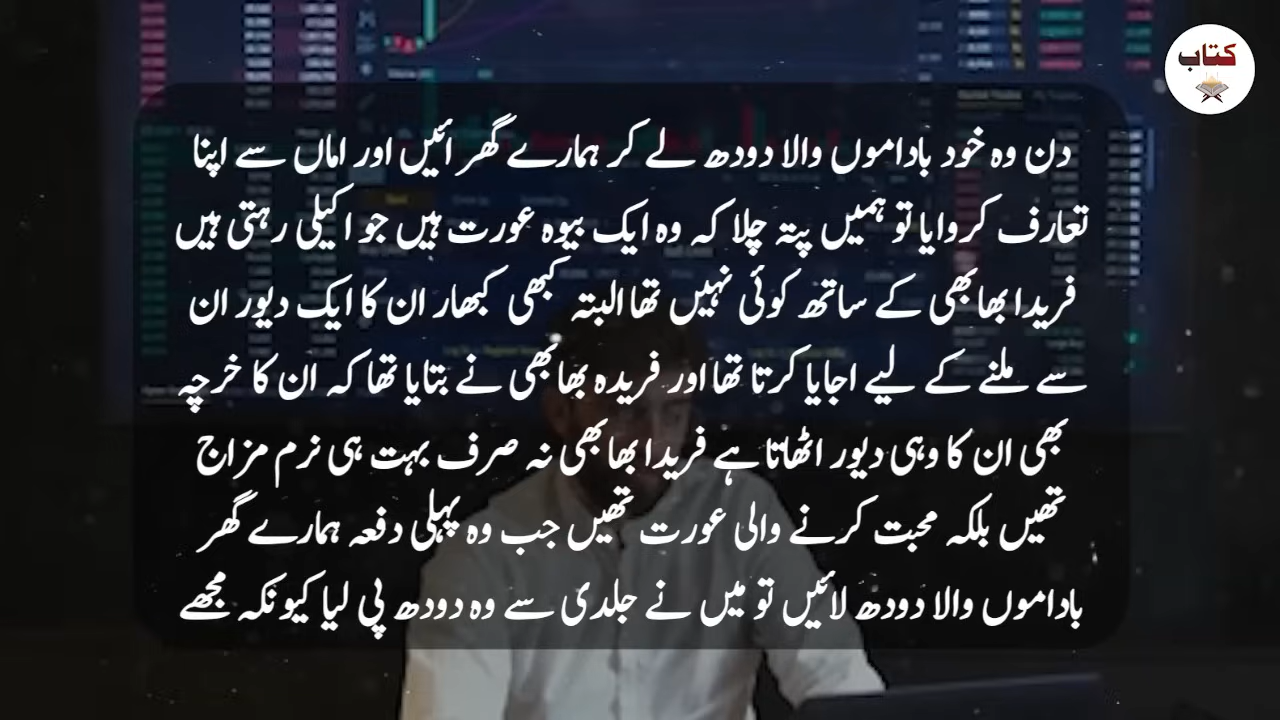 کتاب
دن وہ خود باداموں والا دودھ لے کر ہمارے گھر ائیں اور اماں سے اپنا
تعارف کروایا تو ہمیں پتہ چلا کہ وہ ایک بیوہ عورت ہیں جو اکیلی رہتی ہیں
فریدا بھابھی کے ساتھ کوئی نہیں تھا البتہ کبھی کبھار ان کا ایک دیور ان
سے ملنے کے لیے اجایا کرتا تھا اور فریدہ بھابھی نے بتایا تھا کہ ان کا خرچہ
بھی ان کا وہی دیور اٹھاتا ہے فریدا بھابھی نہ صرف بہت ہی نرم مزاج
تھیں بلکہ محبت کرنے والی عورت تھیں جب وہ پہلی دفعہ ہمارے گھر
باداموں والا دودھ لائیں تو میں نے جلدی سے وہ دودھ پی لیا کیونکہ مجھے